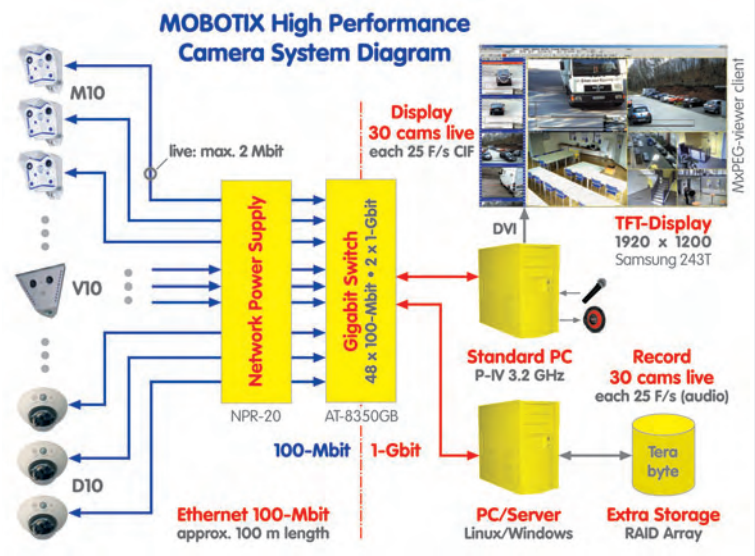 MOBOTIX High Performance
Camera System Diagram
M10
live: max. 2 Mbit
Display
30 cams live
each 25 F/s CIF
MxPEG-viewer client
V10
Network Power Supply
Gigabit Switch
48 x 100-Mbit • 2 x 1-Gbit
DVI
TFT-Display
1920 x 1200
Samsung 243T
Standard PC
P-IV 3.2 GHz
Record
30 cams live
each 25 F/s (audio)
NPR-20
AT-8350GB
100-Mbit
1-Gbit
Tera
byte
D10
Ethernet 100-Mbit
approx. 100 m length
PC/Server
Linux/Windows
Extra Storage
RAID Array